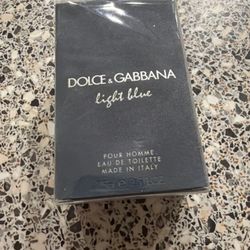 DOLCE & GABBANA
light blue
POUR HOMME
EAU DE TOILETTE
MADE IN ITALY